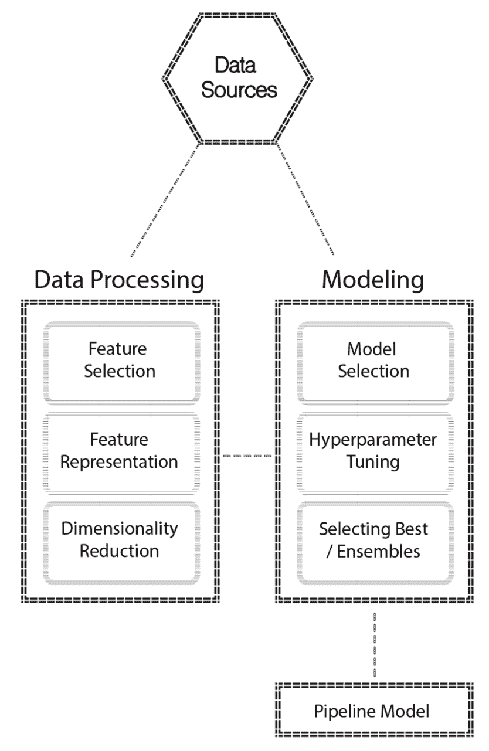 Data
Sources
Data Processing
Feature
Selection
Feature
Representation
Dimensionality
Reduction
Modeling
Model
Selection
Hyperparameter
Tuning
Selecting Best
/ Ensembles
Pipeline Model